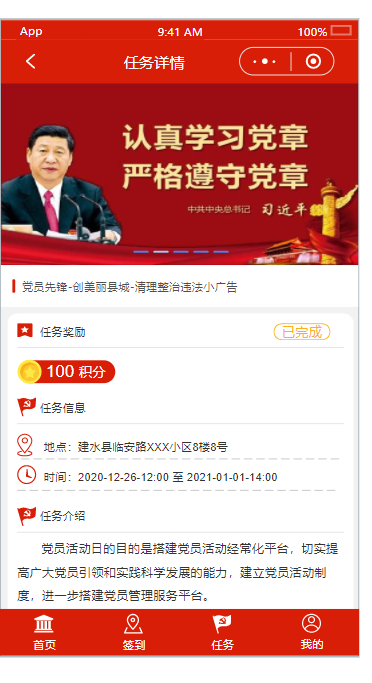 App 9:41 AM 100%
任务详情
认真学习党章
严格遵守党章
中共中央总书记 习近平
党员先锋-创美丽县城-清理整治违法小广告
任务奖励 已完成
100 积分
任务信息
地点：建水县临安路XXX小区8楼8号
时间：2020-12-26-12:00 至 2021-01-01-14:00
任务介绍
党员活动日的目的是搭建党员活动经常化平台，切实提
高广大党员引领和实践科学发展的能力，建立党员活动制
度，进一步搭建党员管理服务平台。
首页 签到 任务 我的